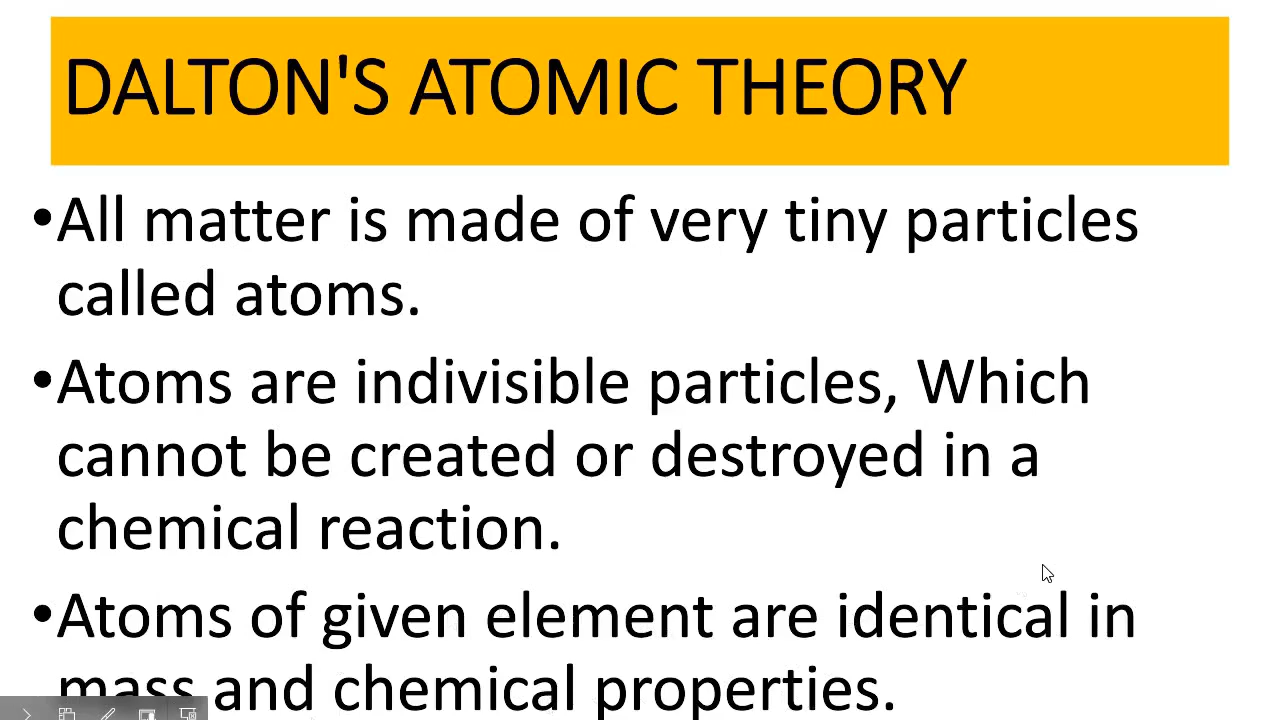 DALTON'S ATOMIC THEORY
•All matter is made of very tiny particles
called atoms.
•Atoms are indivisible particles, Which
cannot be created or destroyed in a
chemical reaction.
•Atoms of given element are identical in
mass and chemical properties.